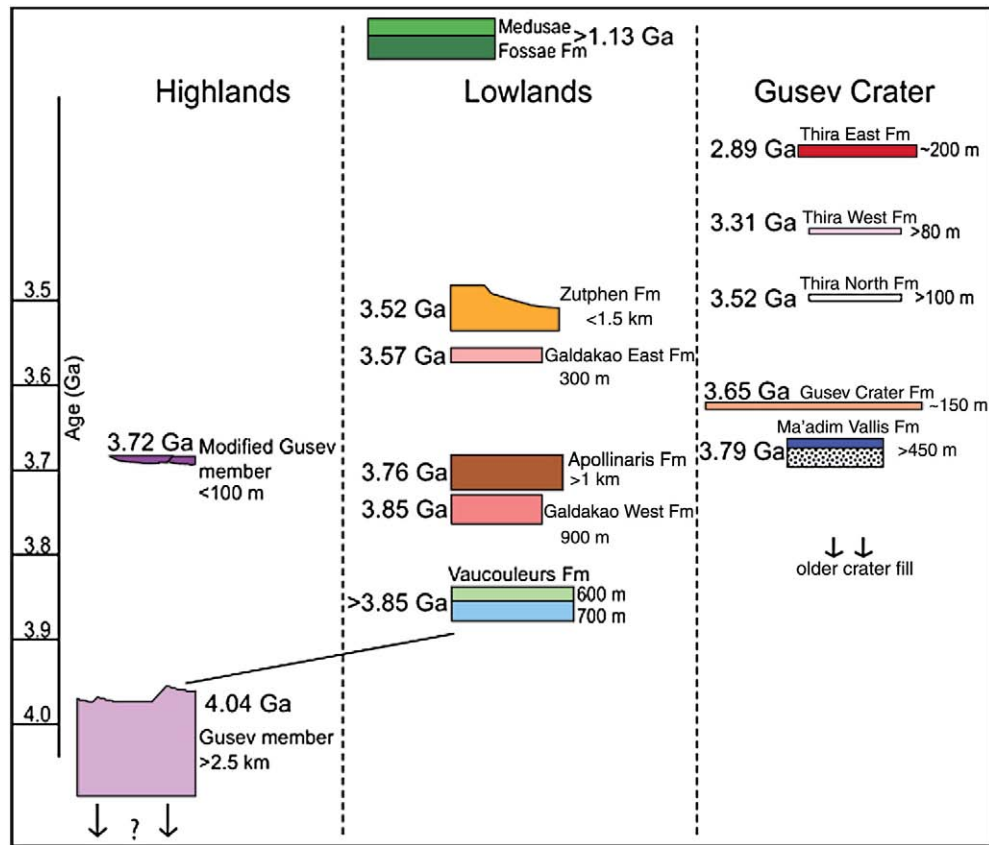 Medusae
Fossae Fm
>1.13 Ga
Highlands
Lowlands
Gusev Crater
Age (Ga)
3.5
3.6
3.7
3.8
3.9
4.0
3.72 Ga
Modified Gusev
member
<100 m
4.04 Ga
Gusev member
>2.5 km
?
3.52 Ga
Zutphen Fm
<1.5 km
3.57 Ga
Galdakao East Fm
300 m
3.76 Ga
Apollinaris Fm
>1 km
3.85 Ga
Galdakao West Fm
900 m
Vaucouleurs Fm
>3.85 Ga
600 m
700 m
2.89 Ga
Thira East Fm
~200 m
3.31 Ga
Thira West Fm
>80 m
3.52 Ga
Thira North Fm
>100 m
3.65 Ga
Gusev Crater Fm
~150 m
Ma'adim Vallis Fm
3.79 Ga
>450 m
older crater fill